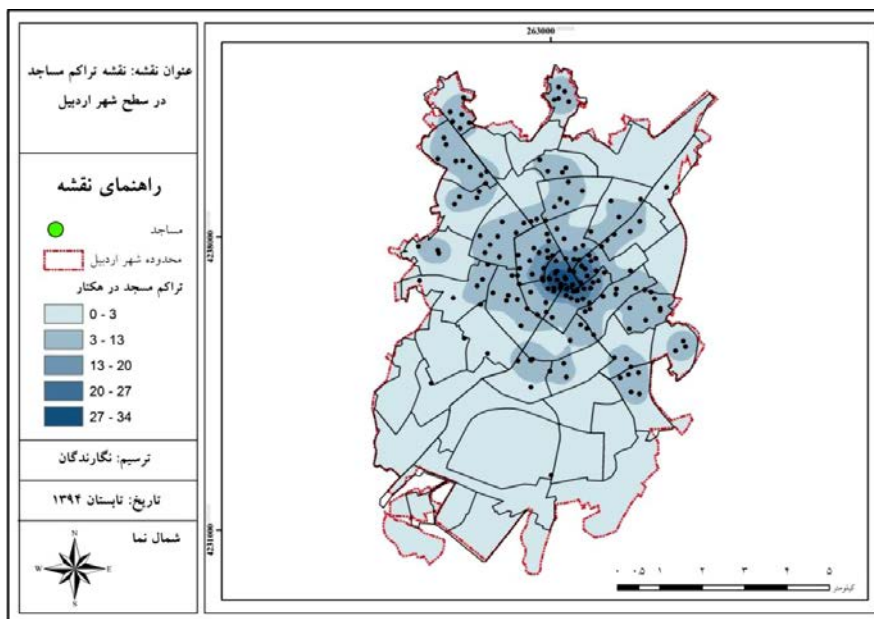 عنوان نقشه: نقشه تراکم مساجد
در سطح شهر اردبیل
راهنمای نقشه
مساجد
محدوده شهر اردبیل
تراکم مسجد در هکتار
0 - 3
3 - 13
13 - 20
20 - 27
27 - 34
ترسیم: نگارندگان
تاریخ: تابستان ۱۳۹۴
شمال نما
N
W E
S
263000
4238000
4231000
۰ ۰.۵ ۱ ۲ ۳ ۴ ۵
کیلومتر